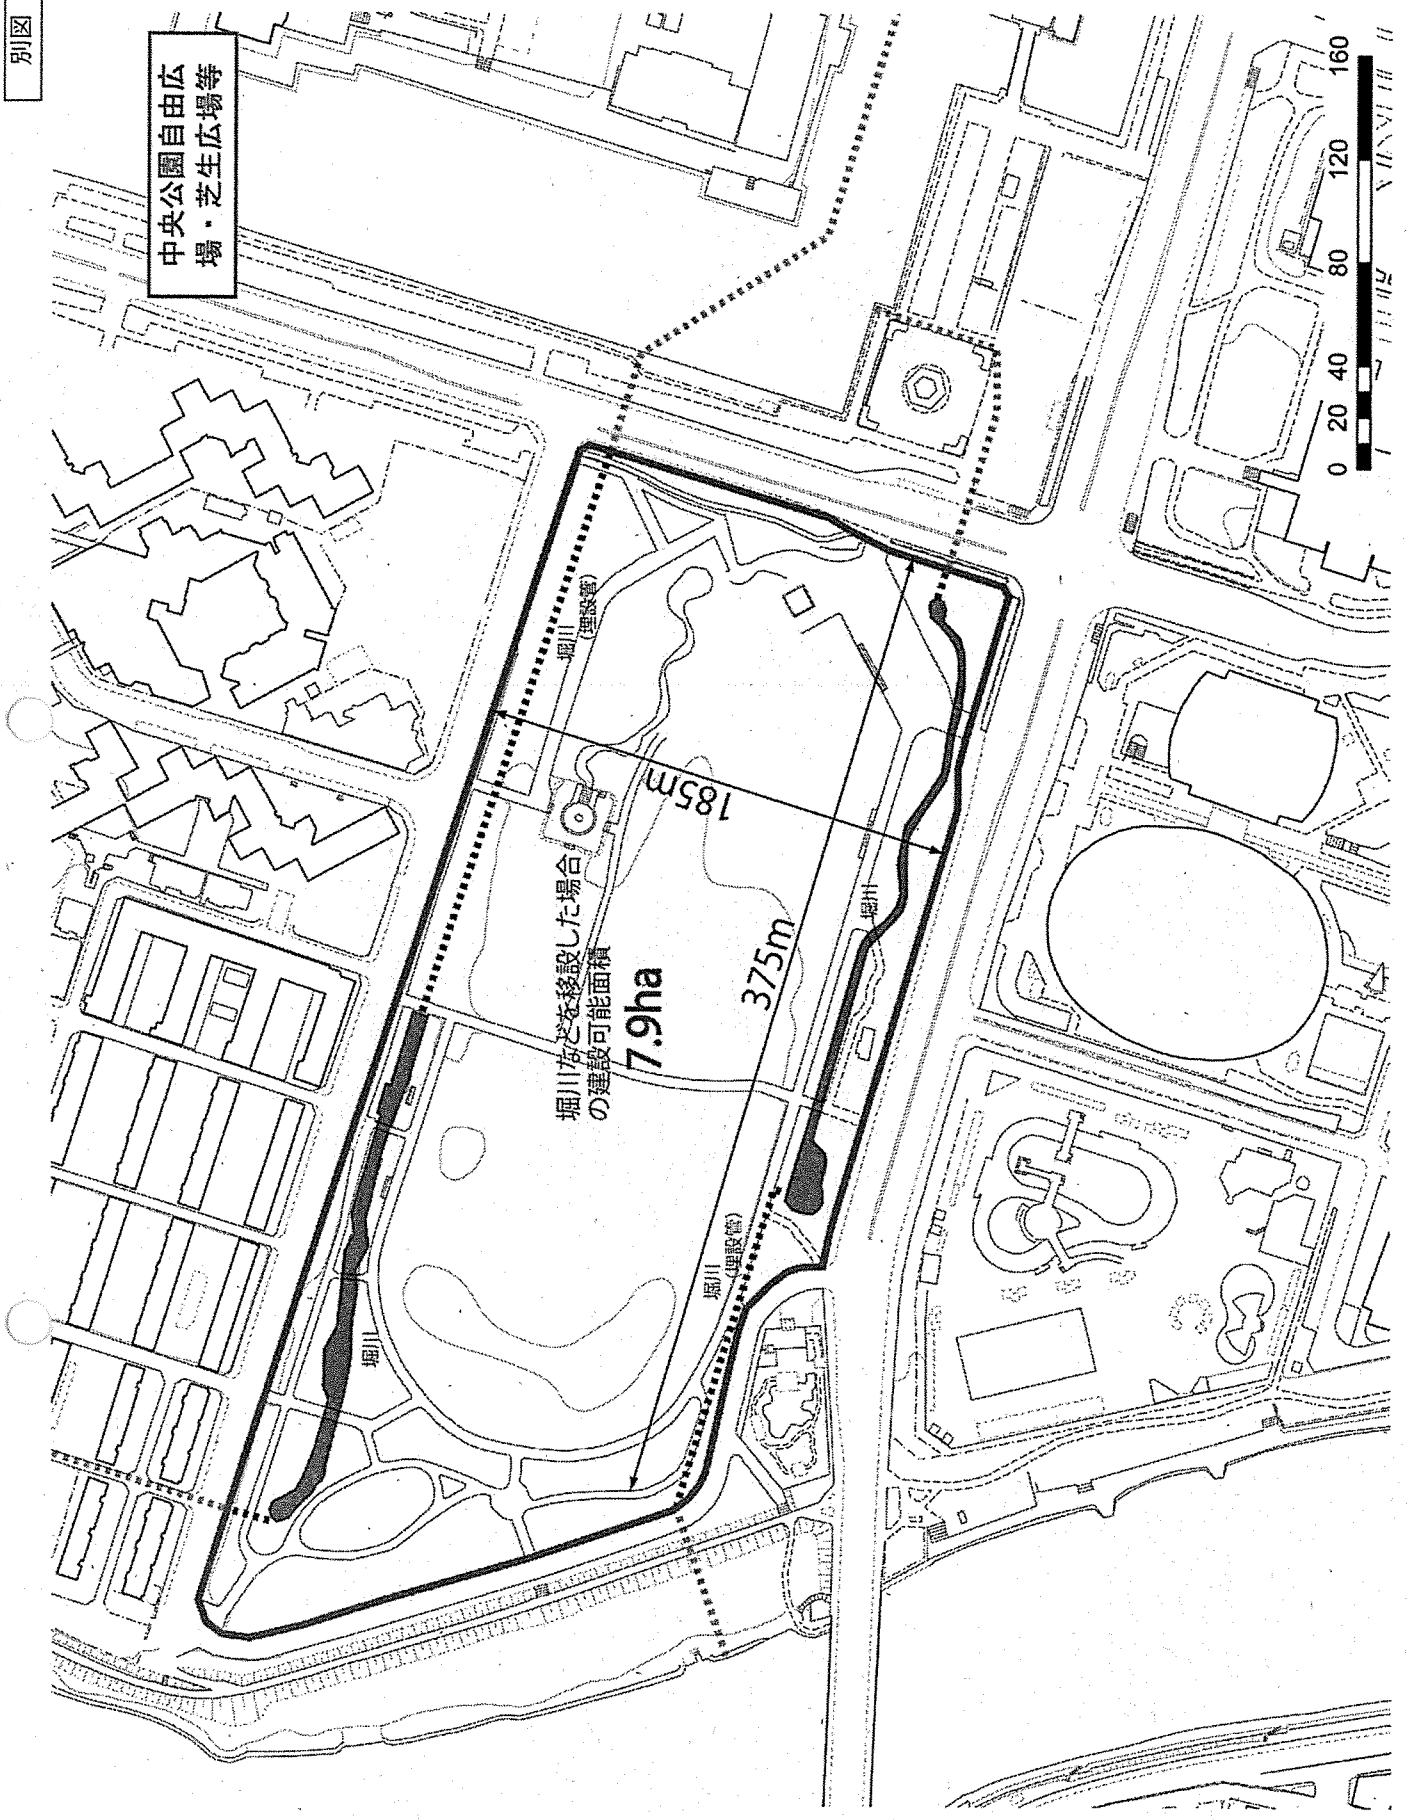 別図
中央公園自由広
場・芝生広場等
堀川
(埋設管)
185m
堀川などを移設した場合
の建設可能面積
7.9ha
375m
堀川
堀川
(埋設管)
堀川
0 20 40 80 120 160